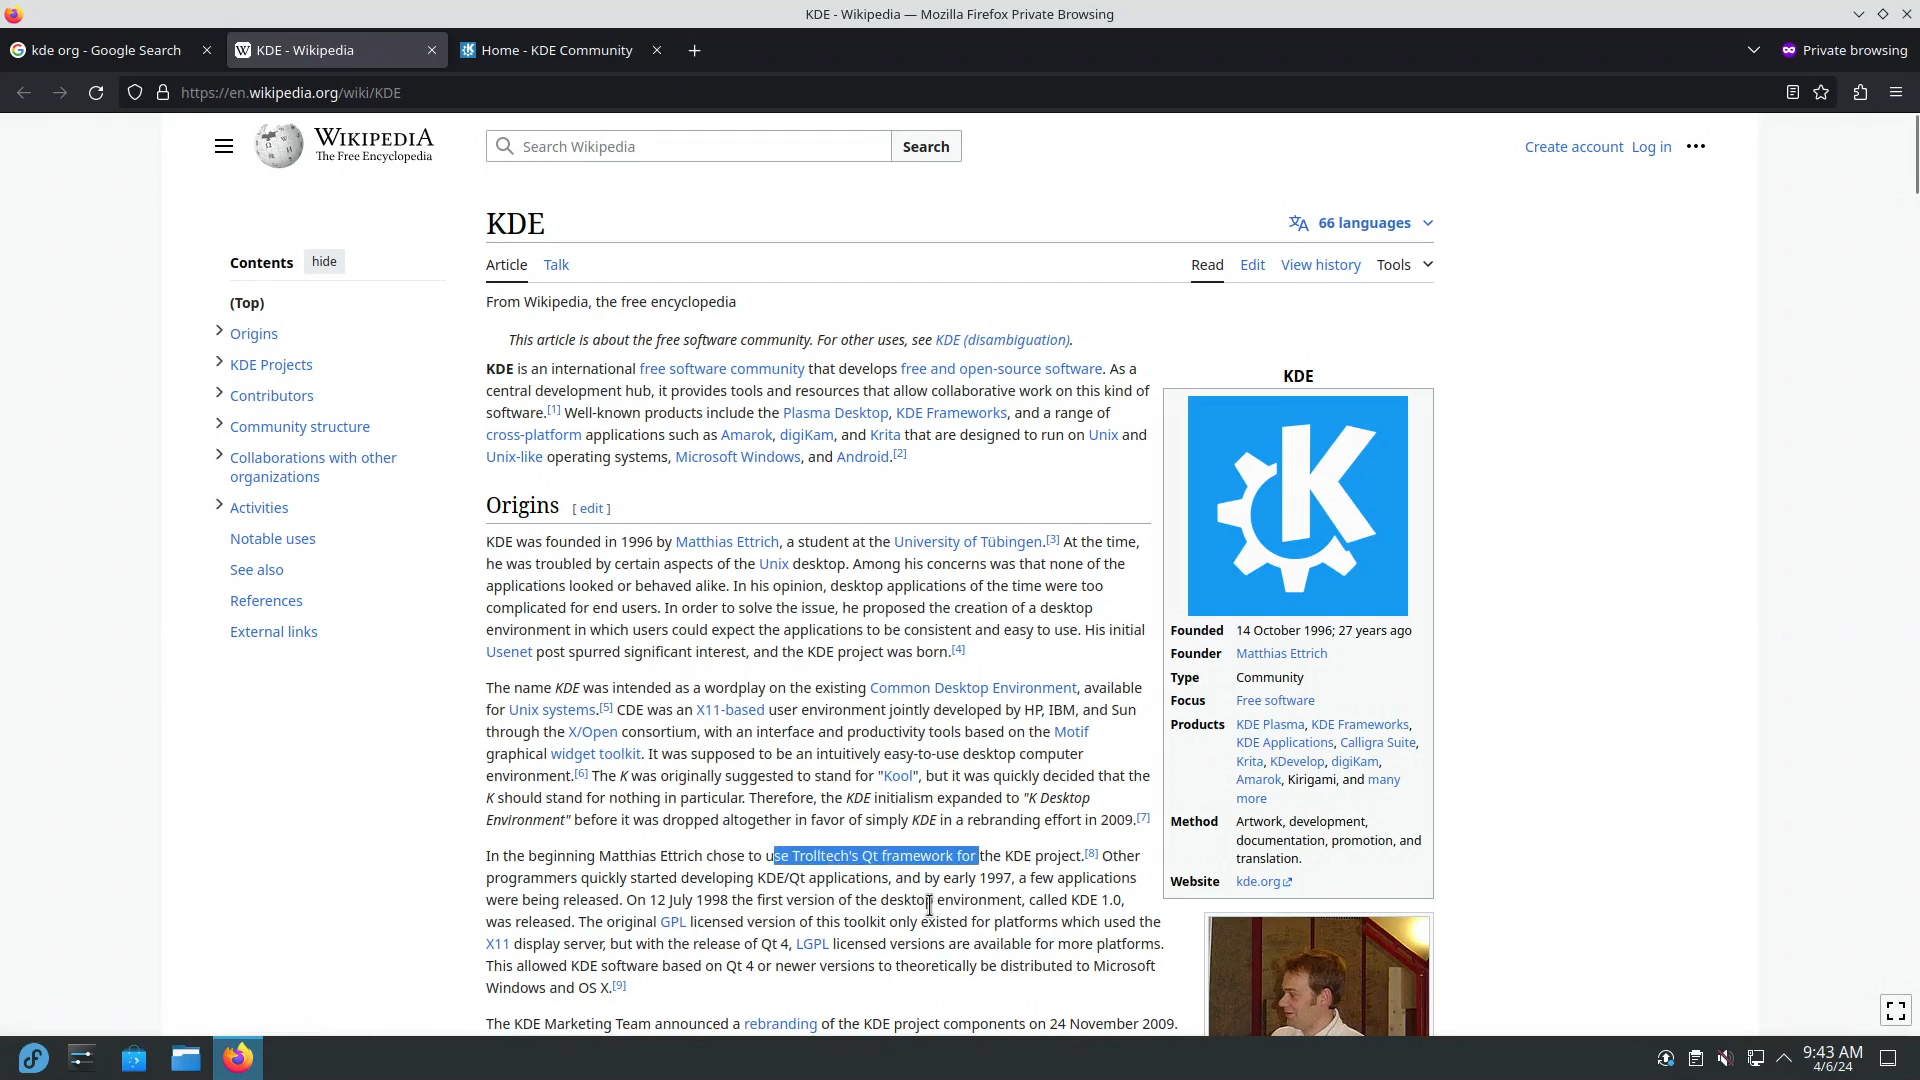 KDE - Wikipedia — Mozilla Firefox Private Browsing
kde org - Google Search
KDE - Wikipedia
Home - KDE Community
Private browsing
https://en.wikipedia.org/wiki/KDE
WIKIPEDIA
The Free Encyclopedia
Search Wikipedia
Search
Create account
Log in
Contents
hide
(Top)
Origins
KDE Projects
Contributors
Community structure
Collaborations with other
organizations
Activities
Notable uses
See also
References
External links
KDE
66 languages
Article
Talk
Read
Edit
View history
Tools
From Wikipedia, the free encyclopedia
This article is about the free software community. For other uses, see KDE (disambiguation).
KDE is an international free software community that develops free and open-source software. As a
central development hub, it provides tools and resources that allow collaborative work on this kind of
software.[1] Well-known products include the Plasma Desktop, KDE Frameworks, and a range of
cross-platform applications such as Amarok, digiKam, and Krita that are designed to run on Unix and
Unix-like operating systems, Microsoft Windows, and Android.[2]
Origins [ edit ]
KDE was founded in 1996 by Matthias Ettrich, a student at the University of Tübingen.[3] At the time,
he was troubled by certain aspects of the Unix desktop. Among his concerns was that none of the
applications looked or behaved alike. In his opinion, desktop applications of the time were too
complicated for end users. In order to solve the issue, he proposed the creation of a desktop
environment in which users could expect the applications to be consistent and easy to use. His initial
Usenet post spurred significant interest, and the KDE project was born.[4]
The name KDE was intended as a wordplay on the existing Common Desktop Environment, available
for Unix systems.[5] CDE was an X11-based user environment jointly developed by HP, IBM, and Sun
through the X/Open consortium, with an interface and productivity tools based on the Motif
graphical widget toolkit. It was supposed to be an intuitively easy-to-use desktop computer
environment.[6] The K was originally suggested to stand for "Kool", but it was quickly decided that the
K should stand for nothing in particular. Therefore, the KDE initialism expanded to "K Desktop
Environment" before it was dropped altogether in favor of simply KDE in a rebranding effort in 2009.[7]
In the beginning Matthias Ettrich chose to use Trolltech's Qt framework for the KDE project.[8] Other
programmers quickly started developing KDE/Qt applications, and by early 1997, a few applications
were being released. On 12 July 1998 the first version of the desktop environment, called KDE 1.0,
was released. The original GPL licensed version of this toolkit only existed for platforms which used the
X11 display server, but with the release of Qt 4, LGPL licensed versions are available for more platforms.
This allowed KDE software based on Qt 4 or newer versions to theoretically be distributed to Microsoft
Windows and OS X.[9]
The KDE Marketing Team announced a rebranding of the KDE project components on 24 November 2009.
KDE
K
Founded 14 October 1996; 27 years ago
Founder Matthias Ettrich
Type Community
Focus Free software
Products KDE Plasma, KDE Frameworks,
KDE Applications, Calligra Suite,
Krita, KDevelop, digiKam,
Amarok, Kirigami, and many
more
Method Artwork, development,
documentation, promotion, and
translation.
Website kde.org
9:43 AM
4/6/24